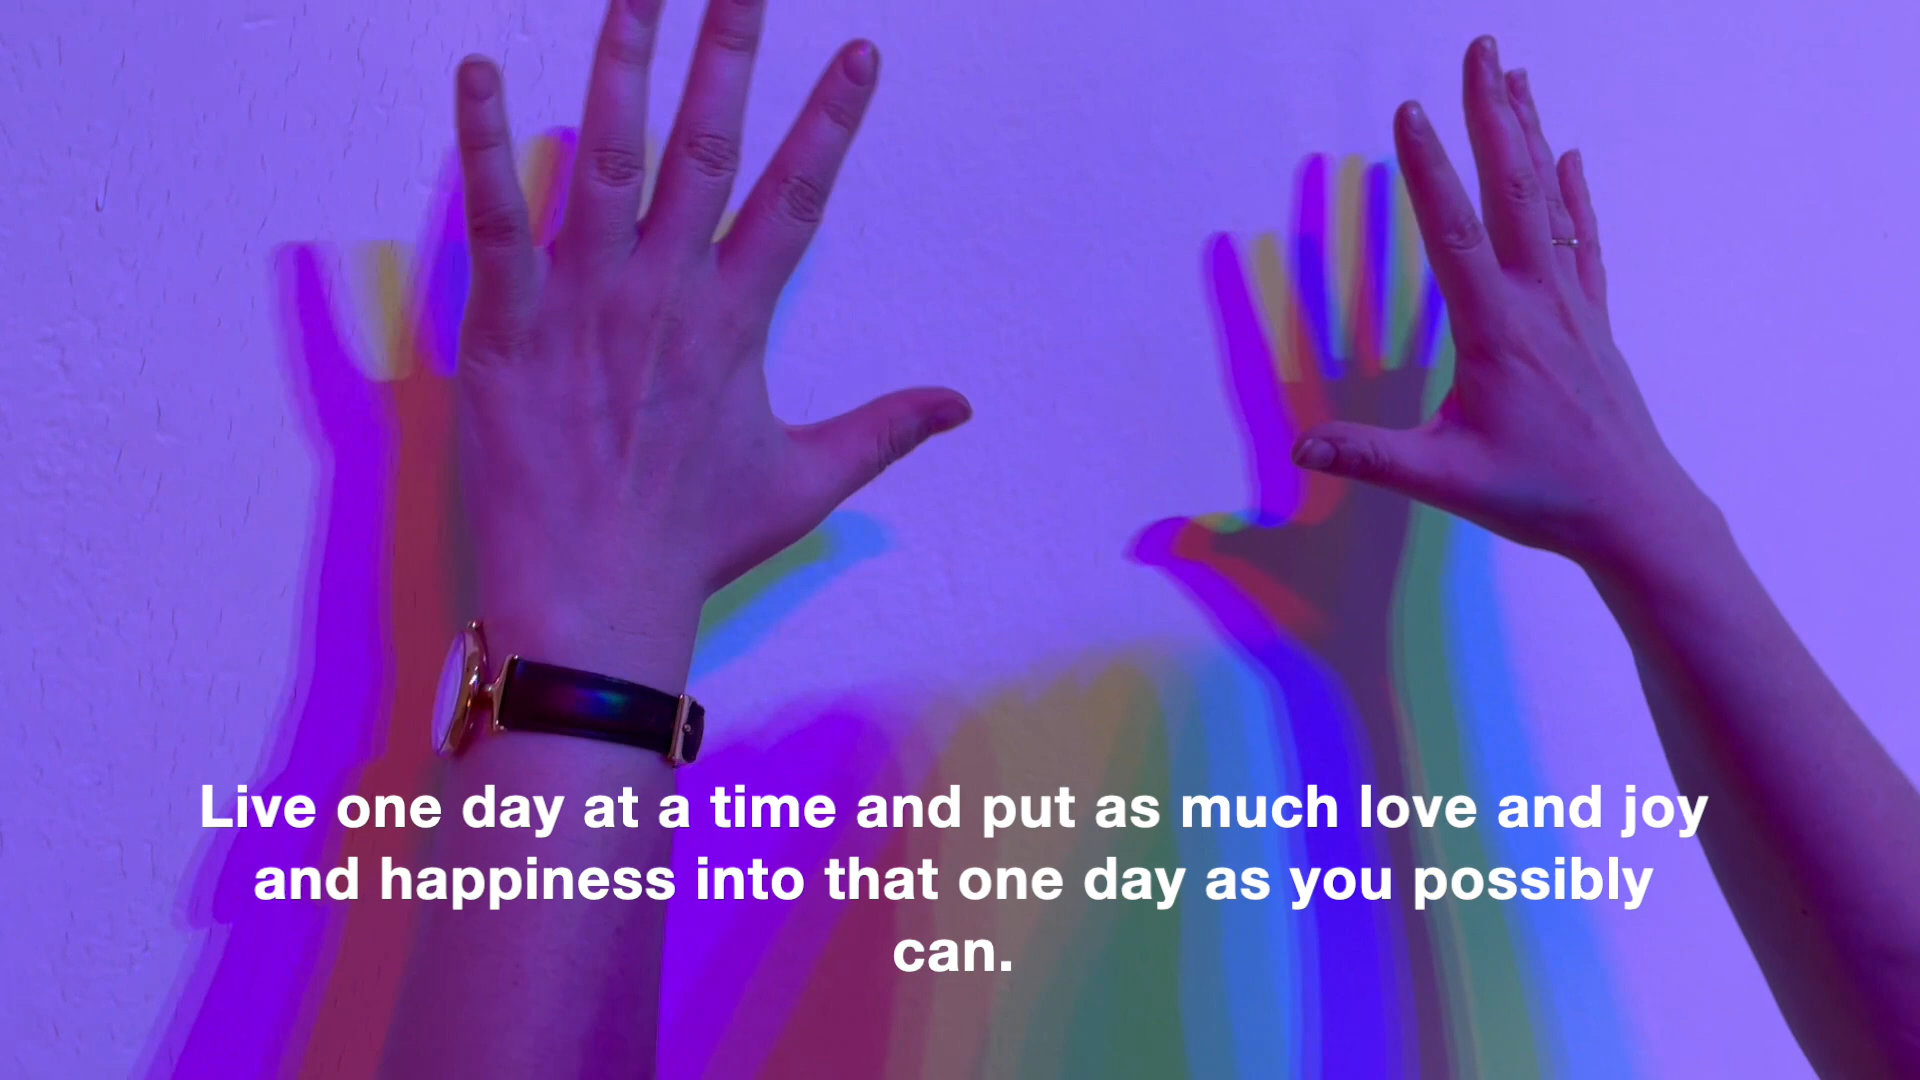 Live one day at a time and put as much love and joy
and happiness into that one day as you possibly
can.